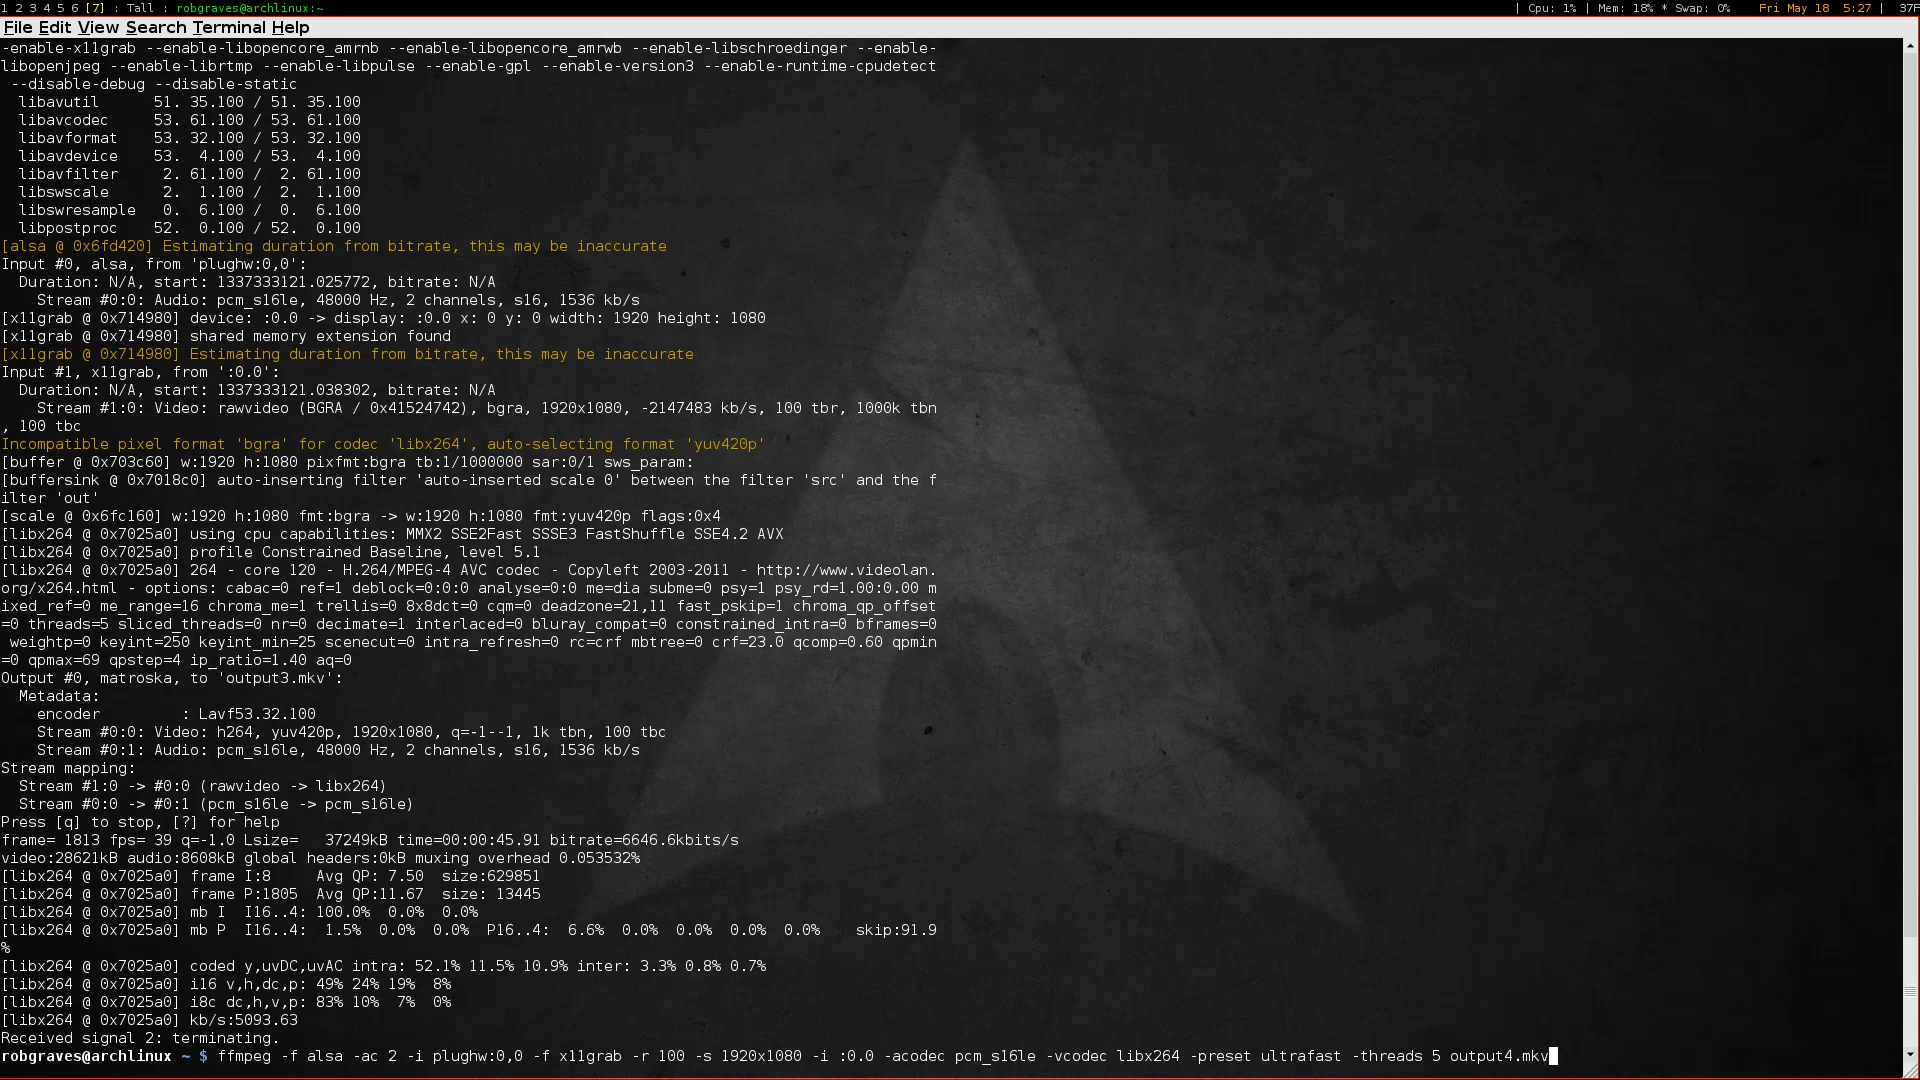 1 2 3 4 5 6 [7] : Tall : robgraves@archlinux:~ | Cpu: 1% | Mem: 18% * Swap: 0% Fri May 18 5:27 | 37F
File Edit View Search Terminal Help
-enable-x11grab --enable-libopencore_amrnb --enable-libopencore_amrwb --enable-libschroedinger --enable-
libopenjpeg --enable-librtmp --enable-libpulse --enable-gpl --enable-version3 --enable-runtime-cpudetect
 --disable-debug --disable-static
  libavutil      51. 35.100 / 51. 35.100
  libavcodec     53. 61.100 / 53. 61.100
  libavformat    53. 32.100 / 53. 32.100
  libavdevice    53.  4.100 / 53.  4.100
  libavfilter     2. 61.100 /  2. 61.100
  libswscale      2.  1.100 /  2.  1.100
  libswresample   0.  6.100 /  0.  6.100
  libpostproc    52.  0.100 / 52.  0.100
[alsa @ 0x6fd420] Estimating duration from bitrate, this may be inaccurate
Input #0, alsa, from 'plughw:0,0':
  Duration: N/A, start: 1337333121.025772, bitrate: N/A
    Stream #0:0: Audio: pcm_s16le, 48000 Hz, 2 channels, s16, 1536 kb/s
[x11grab @ 0x714980] device: :0.0 -> display: :0.0 x: 0 y: 0 width: 1920 height: 1080
[x11grab @ 0x714980] shared memory extension found
[x11grab @ 0x714980] Estimating duration from bitrate, this may be inaccurate
Input #1, x11grab, from ':0.0':
  Duration: N/A, start: 1337333121.038302, bitrate: N/A
    Stream #1:0: Video: rawvideo (BGRA / 0x41524742), bgra, 1920x1080, -2147483 kb/s, 100 tbr, 1000k tbn
, 100 tbc
Incompatible pixel format 'bgra' for codec 'libx264', auto-selecting format 'yuv420p'
[buffer @ 0x703c60] w:1920 h:1080 pixfmt:bgra tb:1/1000000 sar:0/1 sws_param:
[buffersink @ 0x7018c0] auto-inserting filter 'auto-inserted scale 0' between the filter 'src' and the f
ilter 'out'
[scale @ 0x6fc160] w:1920 h:1080 fmt:bgra -> w:1920 h:1080 fmt:yuv420p flags:0x4
[libx264 @ 0x7025a0] using cpu capabilities: MMX2 SSE2Fast SSSE3 FastShuffle SSE4.2 AVX
[libx264 @ 0x7025a0] profile Constrained Baseline, level 5.1
[libx264 @ 0x7025a0] 264 - core 120 - H.264/MPEG-4 AVC codec - Copyleft 2003-2011 - http://www.videolan.
org/x264.html - options: cabac=0 ref=1 deblock=0:0:0 analyse=0:0 me=dia subme=0 psy=1 psy_rd=1.00:0.00 m
ixed_ref=0 me_range=16 chroma_me=1 trellis=0 8x8dct=0 cqm=0 deadzone=21,11 fast_pskip=1 chroma_qp_offset
=0 threads=5 sliced_threads=0 nr=0 decimate=1 interlaced=0 bluray_compat=0 constrained_intra=0 bframes=0
 weightp=0 keyint=250 keyint_min=25 scenecut=0 intra_refresh=0 rc=crf mbtree=0 crf=23.0 qcomp=0.60 qpmin
=0 qpmax=69 qpstep=4 ip_ratio=1.40 aq=0
Output #0, matroska, to 'output3.mkv':
  Metadata:
    encoder         : Lavf53.32.100
    Stream #0:0: Video: h264, yuv420p, 1920x1080, q=-1--1, 1k tbn, 100 tbc
    Stream #0:1: Audio: pcm_s16le, 48000 Hz, 2 channels, s16, 1536 kb/s
Stream mapping:
  Stream #1:0 -> #0:0 (rawvideo -> libx264)
  Stream #0:0 -> #0:1 (pcm_s16le -> pcm_s16le)
Press [q] to stop, [?] for help
frame= 1813 fps= 39 q=-1.0 Lsize=   37249kB time=00:00:45.91 bitrate=6646.6kbits/s
video:28621kB audio:8608kB global headers:0kB muxing overhead 0.053532%
[libx264 @ 0x7025a0] frame I:8     Avg QP: 7.50  size:629851
[libx264 @ 0x7025a0] frame P:1805  Avg QP:11.67  size: 13445
[libx264 @ 0x7025a0] mb I  I16..4: 100.0%  0.0%  0.0%
[libx264 @ 0x7025a0] mb P  I16..4:  1.5%  0.0%  0.0%  P16..4:  6.6%  0.0%  0.0%  0.0%  0.0%    skip:91.9
%
[libx264 @ 0x7025a0] coded y,uvDC,uvAC intra: 52.1% 11.5% 10.9% inter: 3.3% 0.8% 0.7%
[libx264 @ 0x7025a0] i16 v,h,dc,p: 49% 24% 19%  8%
[libx264 @ 0x7025a0] i8c dc,h,v,p: 83% 10%  7%  0%
[libx264 @ 0x7025a0] kb/s:5093.63
Received signal 2: terminating.
robgraves@archlinux ~ $ ffmpeg -f alsa -ac 2 -i plughw:0,0 -f x11grab -r 100 -s 1920x1080 -i :0.0 -acodec pcm_s16le -vcodec libx264 -preset ultrafast -threads 5 output4.mkv